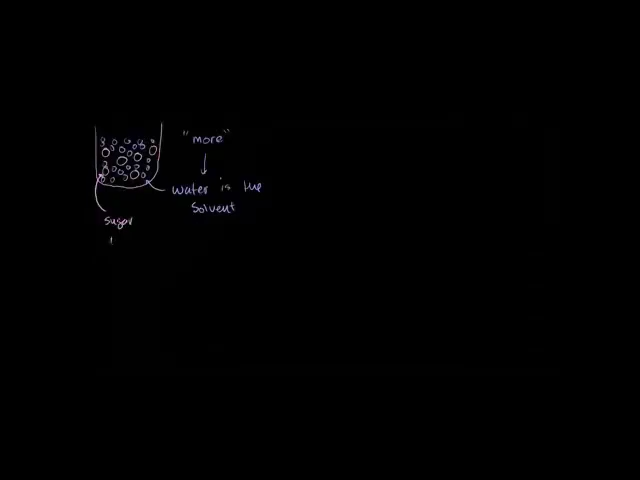 "more"
Water is the
Solvent
sugar